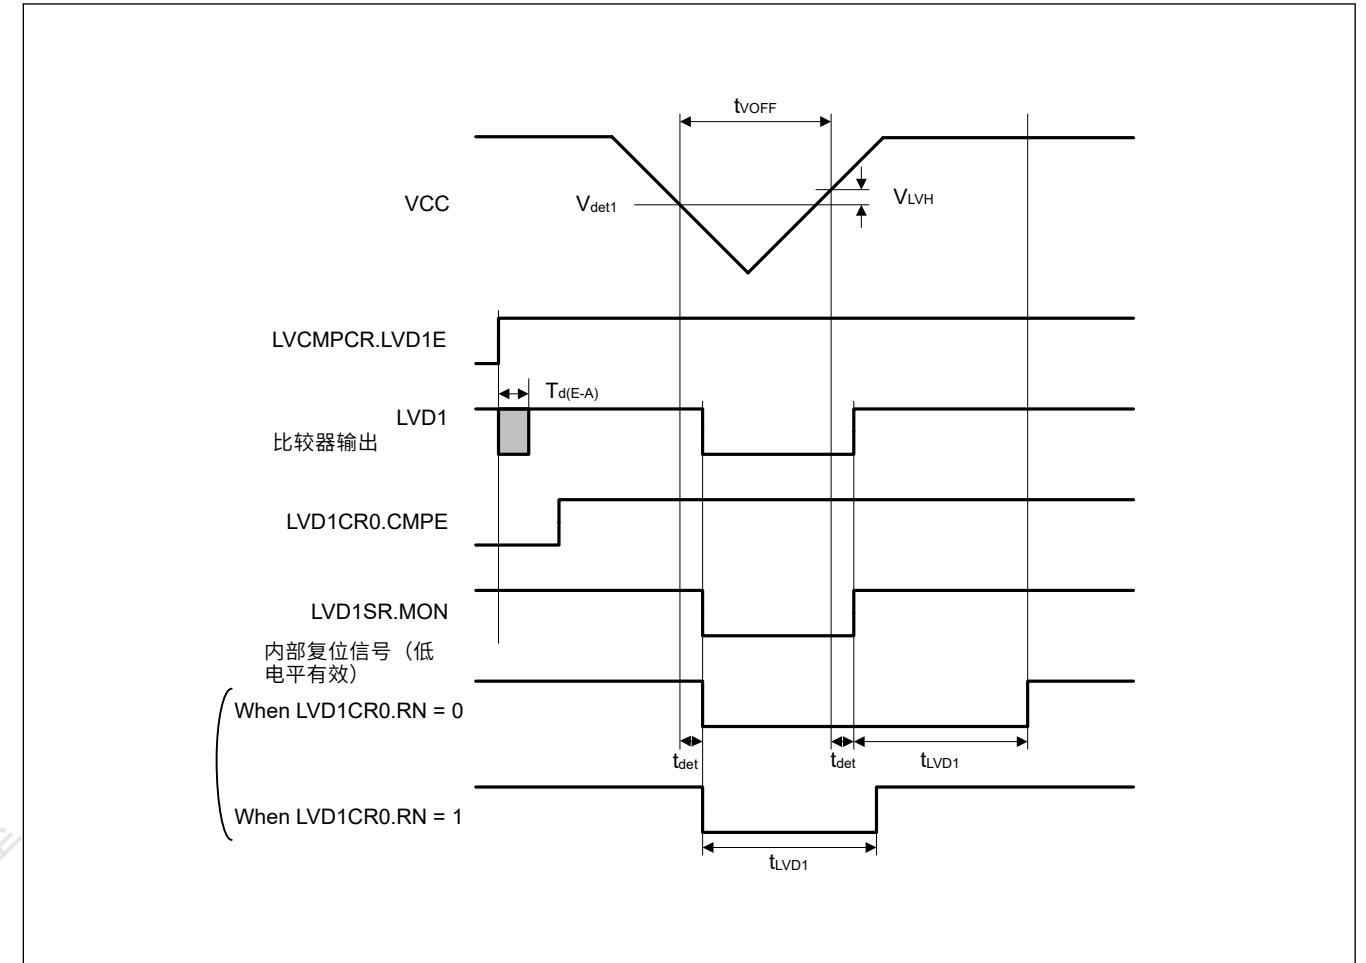 tVOFF
VCC
Vdet1
VLVH
LVCMPCR.LVD1E
Td(E-A)
LVD1
比较器输出
LVD1CR0.CMPE
LVD1SR.MON
内部复位信号（低
电平有效）
When LVD1CR0.RN = 0
tdet
tdet
tLVD1
When LVD1CR0.RN = 1
tLVD1